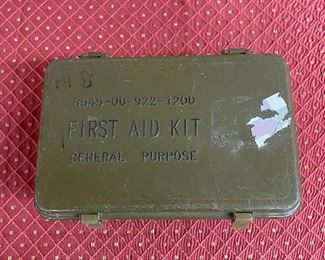 6545-00-922-1200
FIRST AID KIT
GENERAL PURPOSE